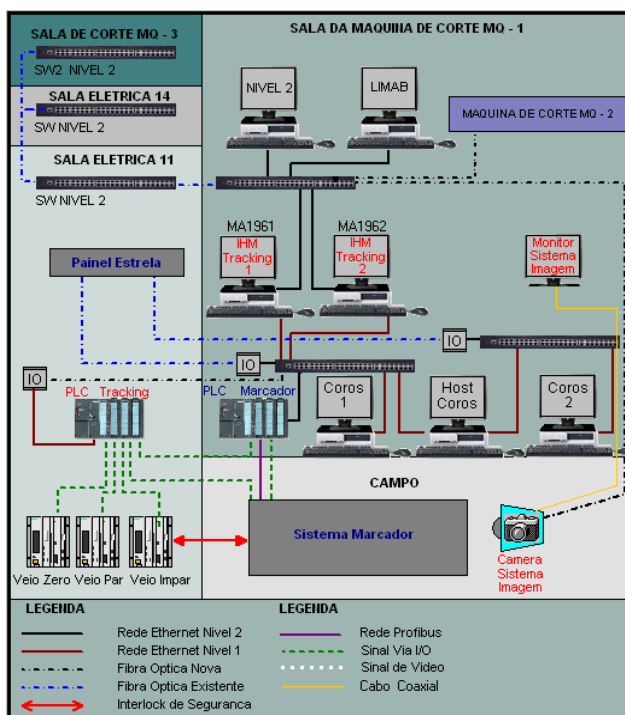 SALA DE CORTE MQ - 3
SW2 NIVEL 2
SALA ELETRICA 14
SW NIVEL 2
SALA ELETRICA 11
SW NIVEL 2
SALA DA MAQUINA DE CORTE MQ - 1
NIVEL 2
LIMAB
MAQUINA DE CORTE MQ - 2
MA1961
MA1962
IHM
Tracking
1
IHM
Tracking
2
Monitor
Sistema
Imagem
Painel Estrela
IO
IO
IO
PLC Tracking
PLC Marcador
Coros
1
Host
Coros
Coros
2
CAMPO
Sistema Marcador
Veio Zero
Veio Par
Veio Impar
Camera
Sistema
Imagem
LEGENDA
Rede Ethernet Nivel 2
Rede Ethernet Nivel 1
Fibra Optica Nova
Fibra Optica Existente
Interlock de Seguranca
LEGENDA
Rede Profibus
Sinal Via I/O
Sinal de Video
Cabo Coaxial